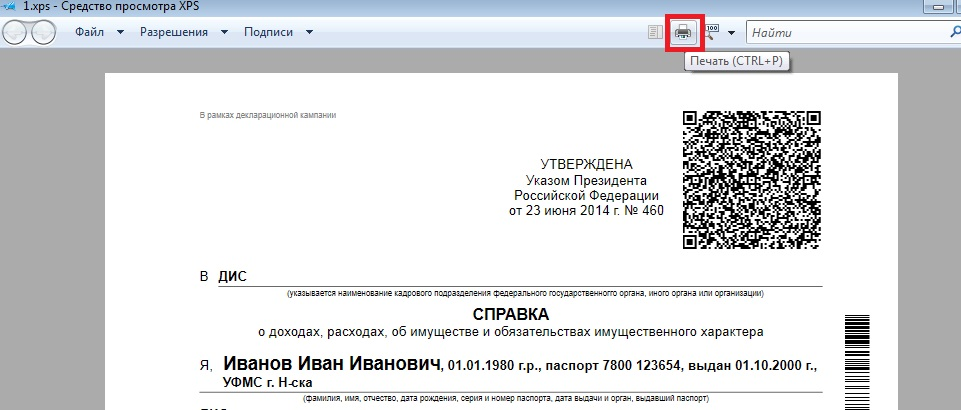 1.xps - Средство просмотра XPS
Файл Разрешения Подписи 100 Найти
Печать (CTRL+P)
В рамках декларационной кампании
УТВЕРЖДЕНА
Указом Президента
Российской Федерации
от 23 июня 2014 г. № 460
В ДИС
(указывается наименование кадрового подразделения федерального государственного органа, иного органа или организации)
СПРАВКА
о доходах, расходах, об имуществе и обязательствах имущественного характера
Я, Иванов Иван Иванович, 01.01.1980 г.р., паспорт 7800 123654, выдан 01.10.2000 г.,
УФМС г. Н-ска
(фамилия, имя, отчество, дата рождения, серия и номер паспорта, дата выдачи и орган, выдавший паспорт)